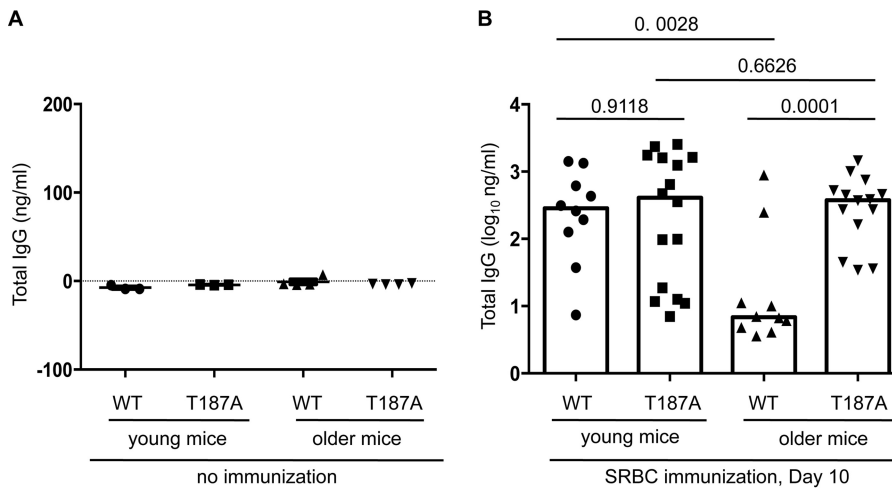 A
Total IgG (ng/ml)
200
100
0
-100
WT T187A WT T187A
young mice older mice
no immunization
B
0. 0028
0.6626
0.9118 0.0001
Total IgG (log₁₀ ng/ml)
4
3
2
1
0
WT T187A WT T187A
young mice older mice
SRBC immunization, Day 10